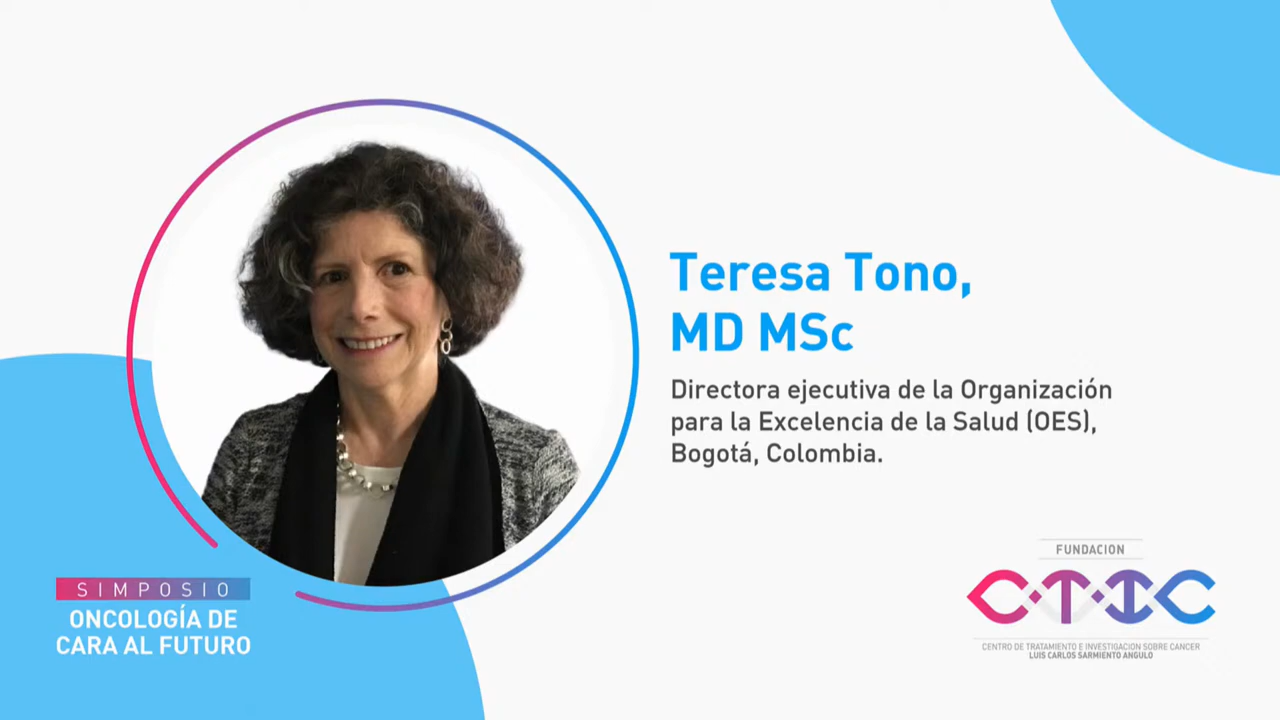 Teresa Tono,
MD MSc
Directora ejecutiva de la Organización
para la Excelencia de la Salud (OES),
Bogotá, Colombia.
SIMPOSIO
ONCOLOGÍA DE
CARA AL FUTURO
FUNDACION
C·T·I·C
CENTRO DE TRATAMIENTO E INVESTIGACION SOBRE CANCER
LUIS CARLOS SARMIENTO ANGULO